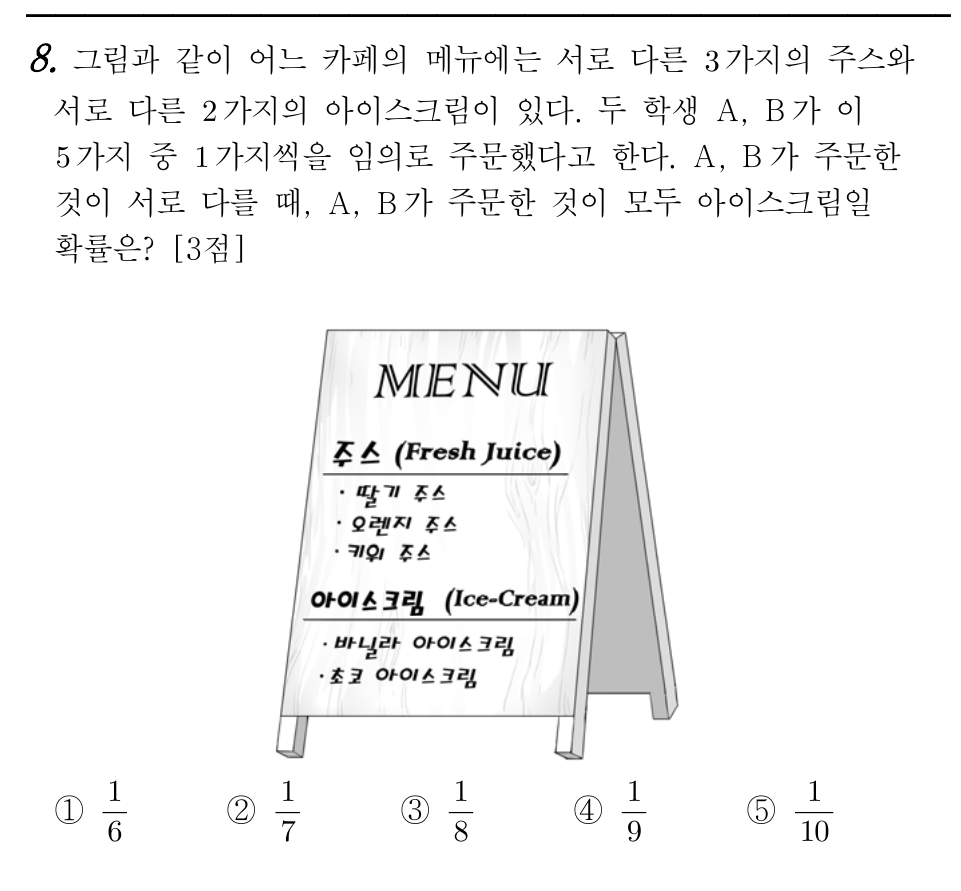 8. 그림과 같이 어느 카페의 메뉴에는 서로 다른 3가지의 주스와
서로 다른 2가지의 아이스크림이 있다. 두 학생 A, B가 이
5가지 중 1가지씩을 임의로 주문했다고 한다. A, B가 주문한
것이 서로 다를 때, A, B가 주문한 것이 모두 아이스크림일
확률은? [3점]
MENU
주스 (Fresh Juice)
· 딸기 주스
· 오렌지 주스
· 키위 주스
아이스크림 (Ice-Cream)
· 바닐라 아이스크림
· 초코 아이스크림
① 1/6 ② 1/7 ③ 1/8 ④ 1/9 ⑤ 1/10